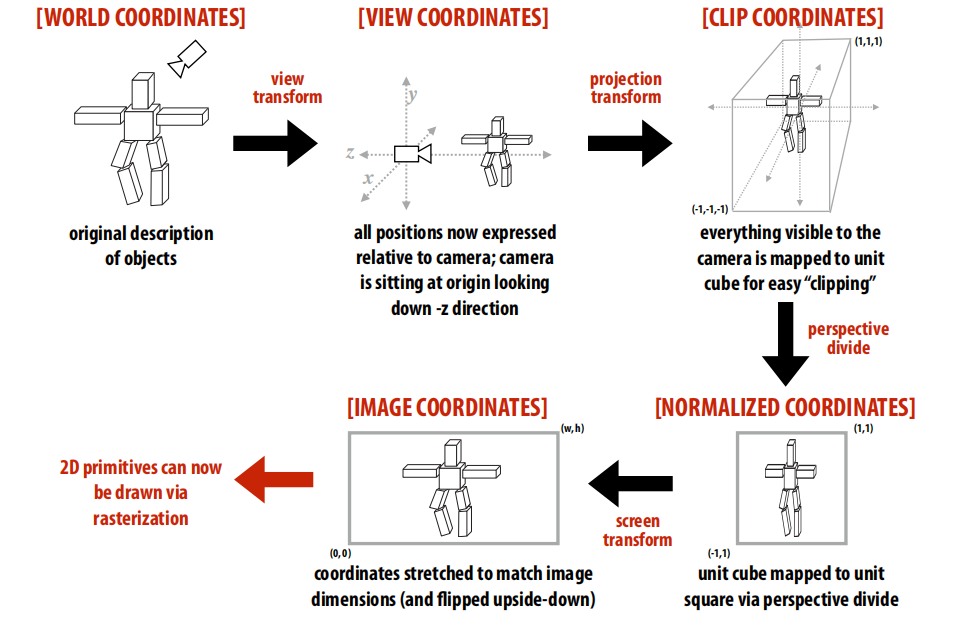 [WORLD COORDINATES]
[VIEW COORDINATES]
[CLIP COORDINATES]
(1,1,1)
view
transform
projection
transform
y
z
x
(-1,-1,-1)
original description
of objects
all positions now expressed
relative to camera; camera
is sitting at origin looking
down -z direction
everything visible to the
camera is mapped to unit
cube for easy “clipping”
perspective
divide
[IMAGE COORDINATES]
[NORMALIZED COORDINATES]
(w, h)
(1,1)
2D primitives can now
be drawn via
rasterization
screen
transform
(0, 0)
(-1,1)
coordinates stretched to match image
dimensions (and flipped upside-down)
unit cube mapped to unit
square via perspective divide